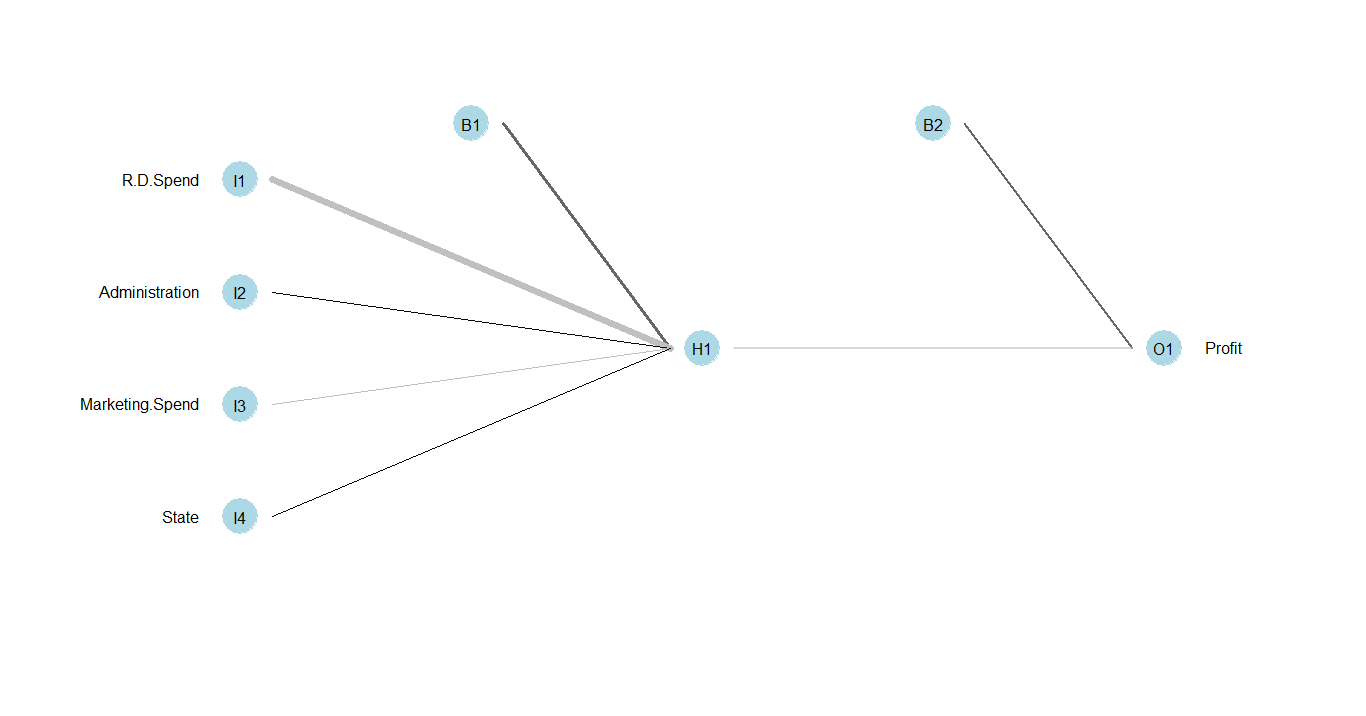 B1
B2
R.D.Spend I1
Administration I2
H1
O1 Profit
Marketing.Spend I3
State I4